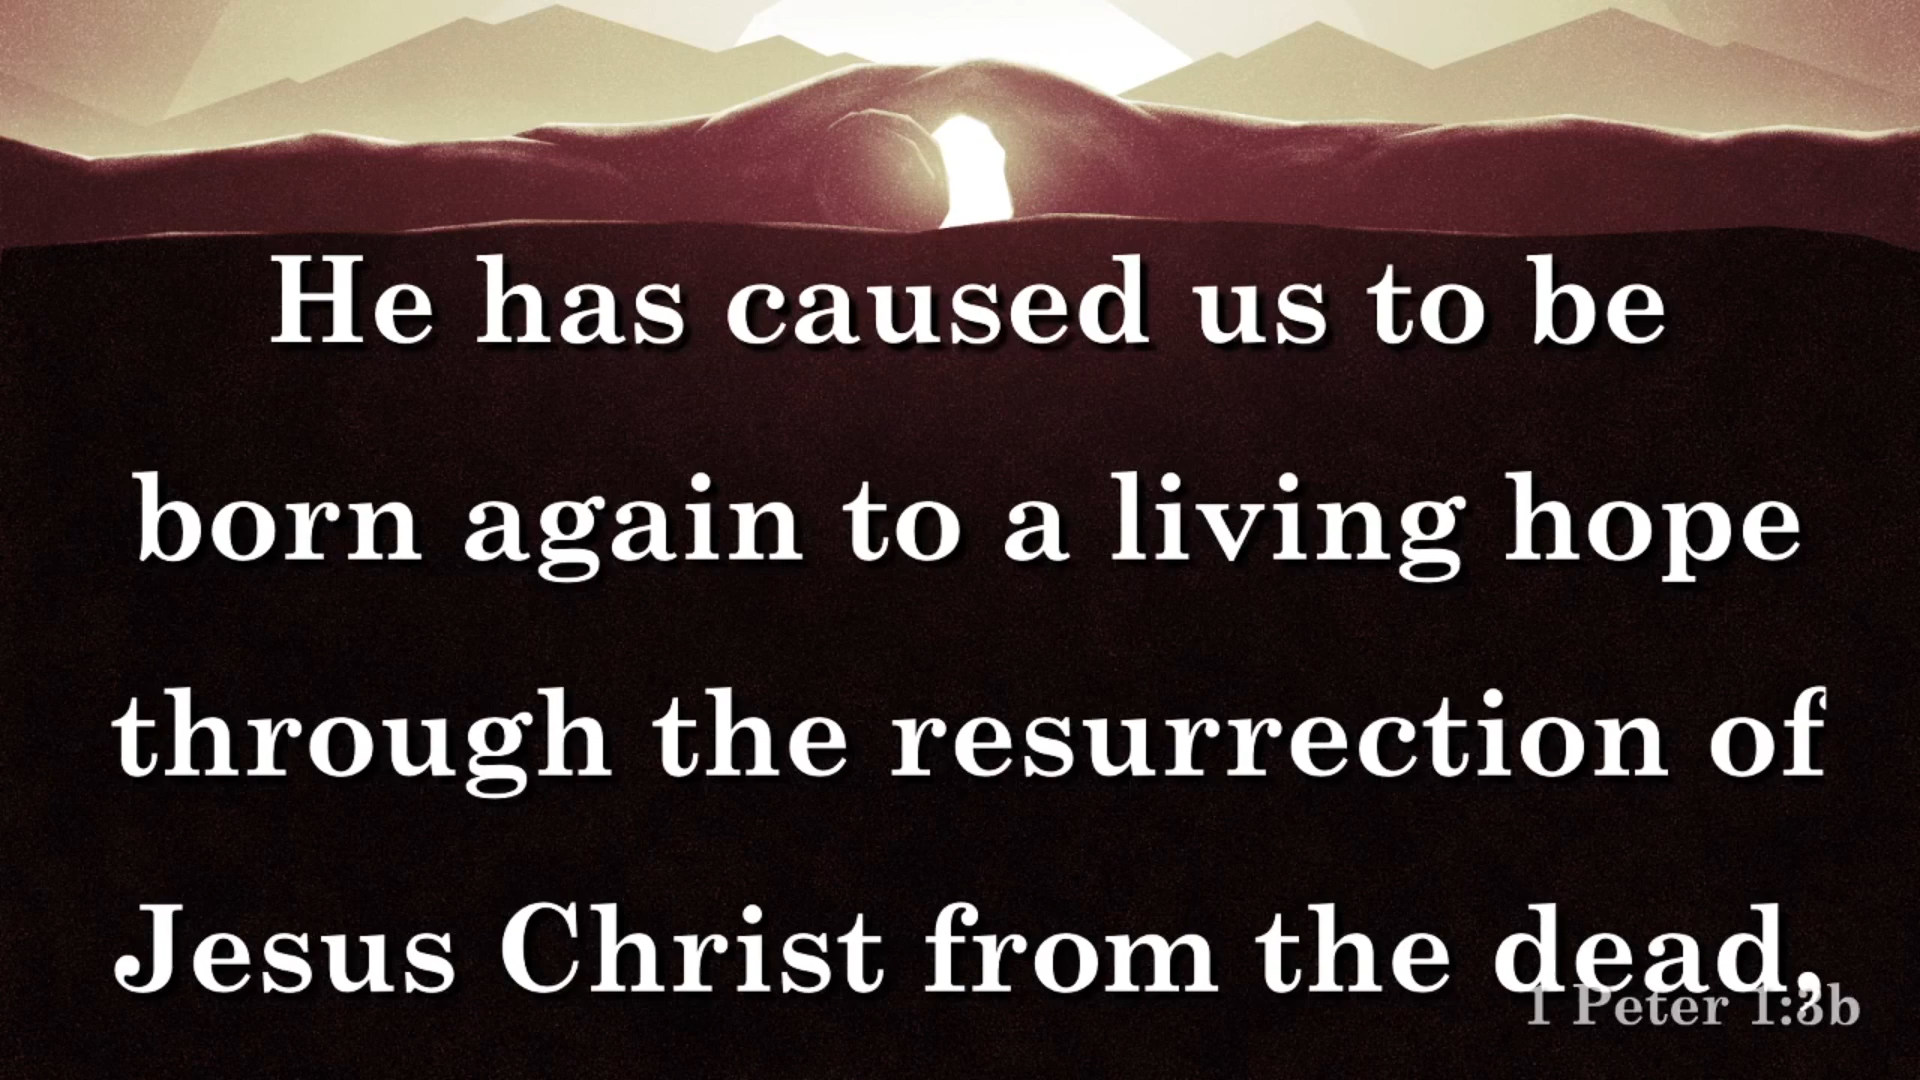 He has caused us to be
born again to a living hope
through the resurrection of
Jesus Christ from the dead,
1 Peter 1:3b